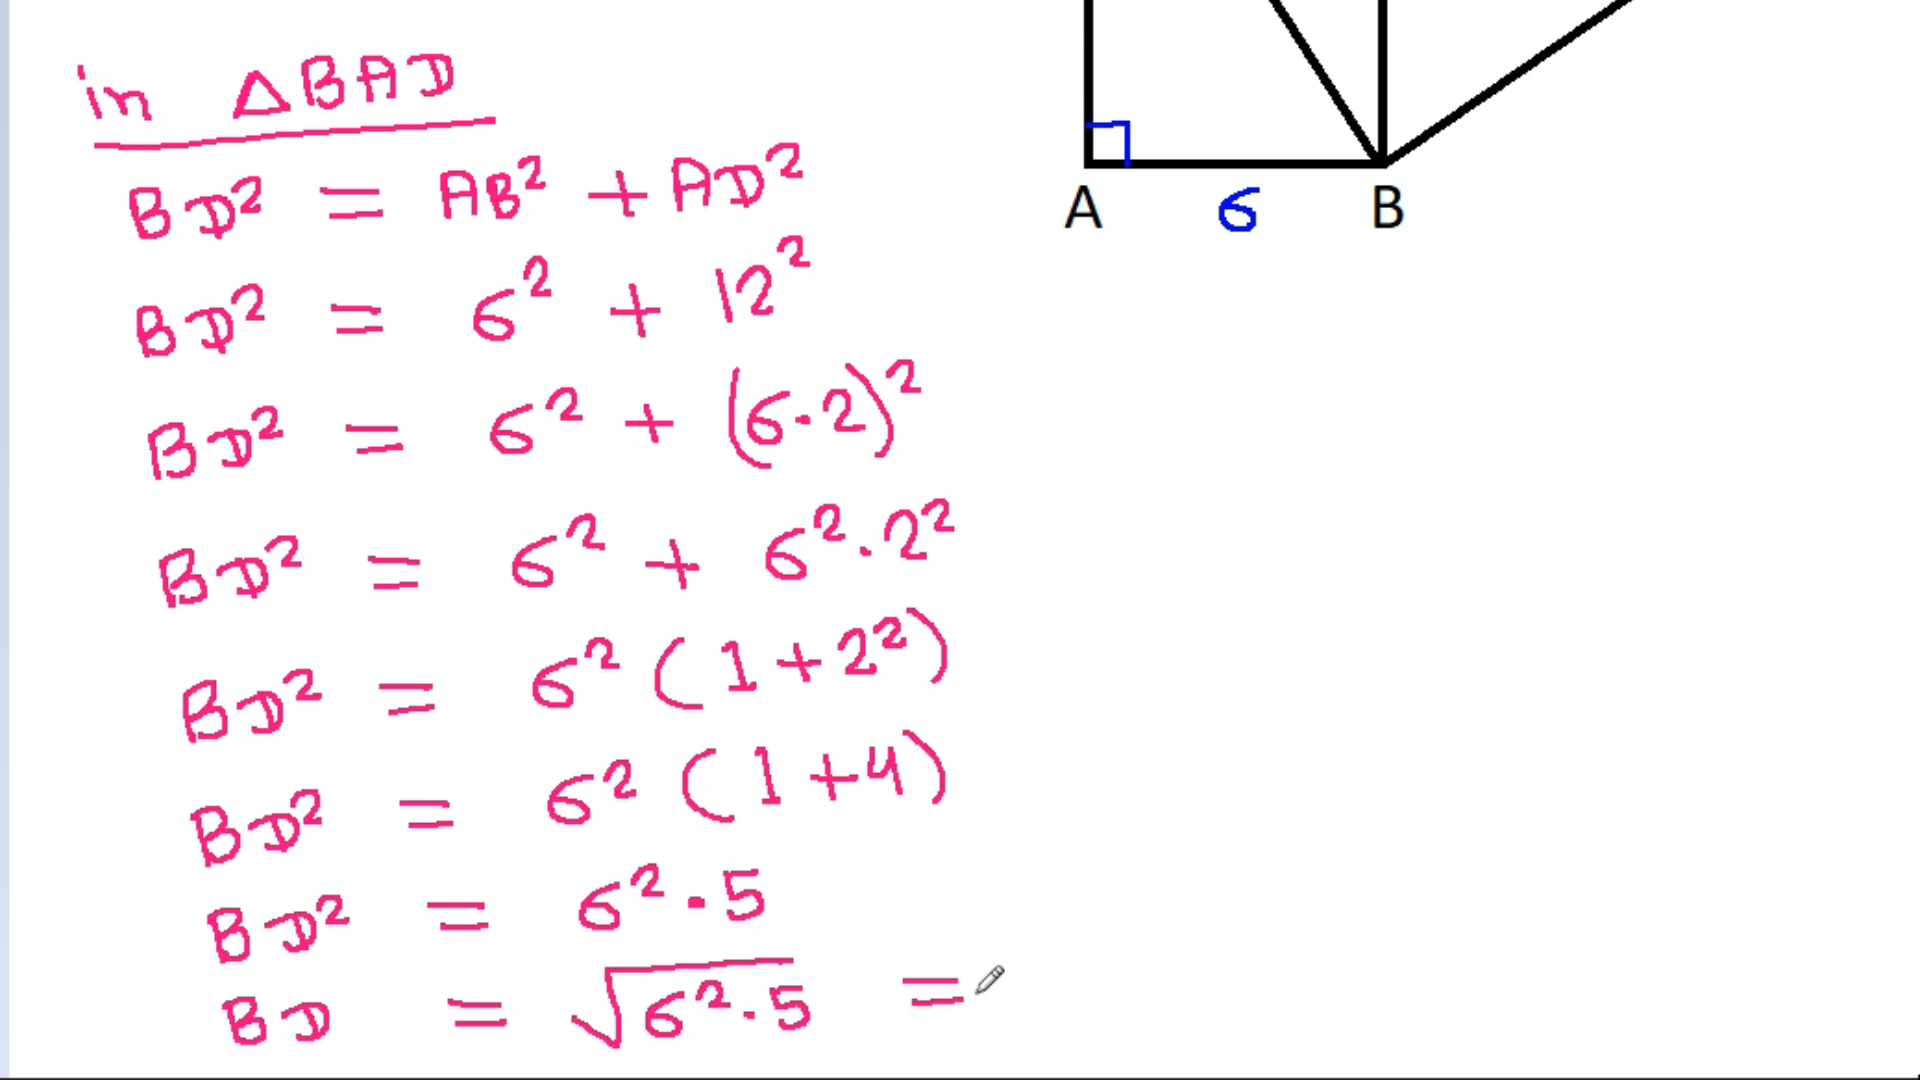 in △BAD
BD² = AB² + AD²
BD² = 6² + 12²
BD² = 6² + (6·2)²
BD² = 6² + 6²·2²
BD² = 6² (1+2²)
BD² = 6² (1+4)
BD² = 6²·5
BD = √6²·5 =
A 6 B